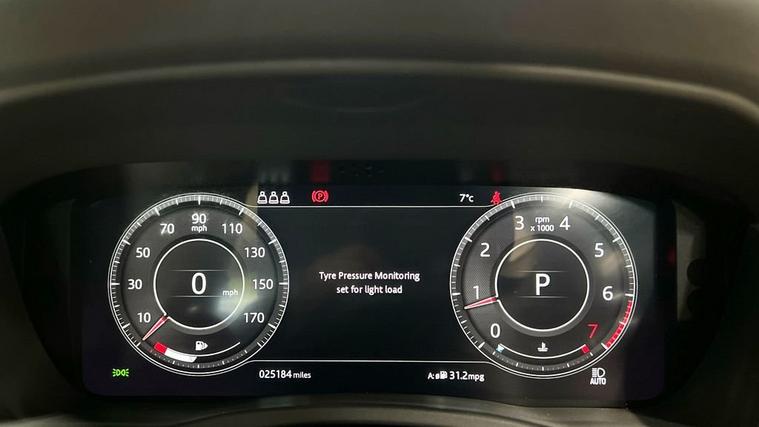 P
7°c
90
mph
70
110
50
130
30
0
mph
150
10
170
Tyre Pressure Monitoring
set for light load
3
rpm
x 1000
4
2
5
1
P
6
0
7
025184 miles
A:ø 31.2mpg
AUTO